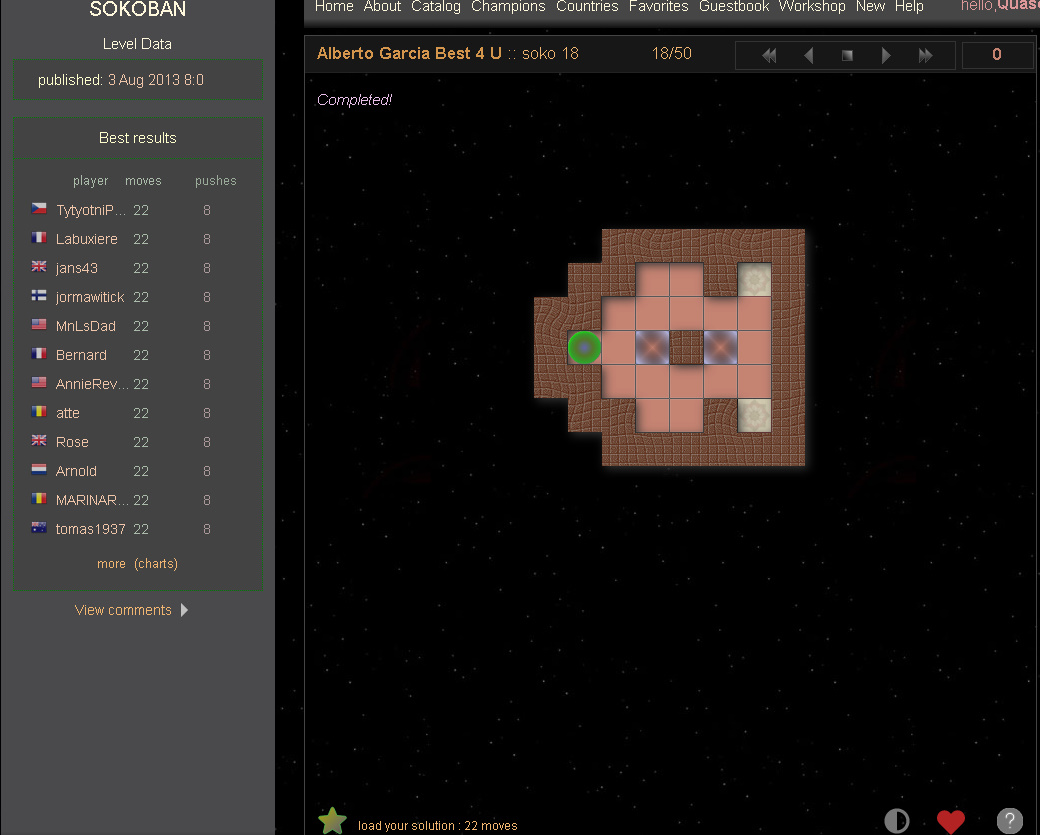 SOKOBAN
Level Data
published: 3 Aug 2013 8:0
Best results
player moves pushes
TytyotniP... 22 8
Labuxiere 22 8
jans43 22 8
jormawitick 22 8
MnLsDad 22 8
Bernard 22 8
AnnieRev... 22 8
atte 22 8
Rose 22 8
Arnold 22 8
MARINAR... 22 8
tomas1937 22 8
more (charts)
View comments
Home About Catalog Champions Countries Favorites Guestbook Workshop New Help hello,Quas
Alberto Garcia Best 4 U :: soko 18 18/50 0
Completed!
load your solution : 22 moves
?